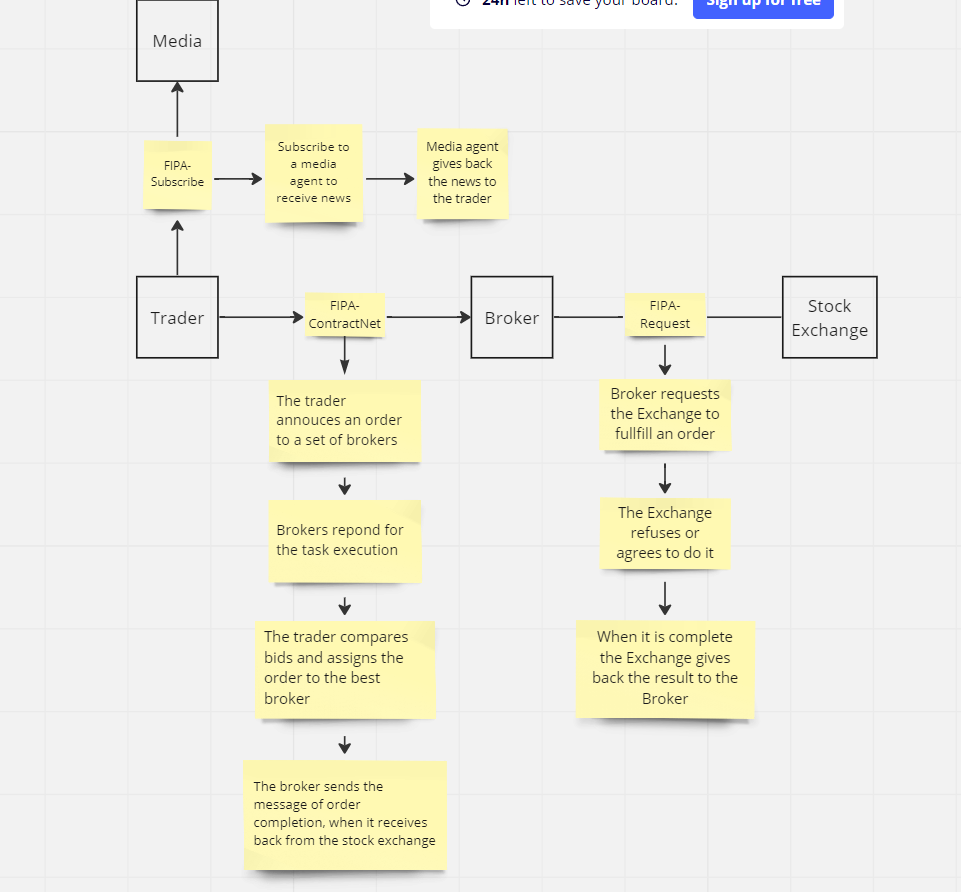 24h left to save your board.
Sign up for free
Media
FIPA-
Subscribe
Subscribe to
a media
agent to
receive news
Media agent
gives back
the news to
the trader
Trader
FIPA-
ContractNet
Broker
FIPA-
Request
Stock
Exchange
The trader
annouces an order
to a set of brokers
Brokers repond for
the task execution
The trader compares
bids and assigns the
order to the best
broker
The broker sends the
message of order
completion, when it receives
back from the stock exchange
Broker requests
the Exchange to
fullfill an order
The Exchange
refuses or
agrees to do it
When it is complete
the Exchange gives
back the result to the
Broker